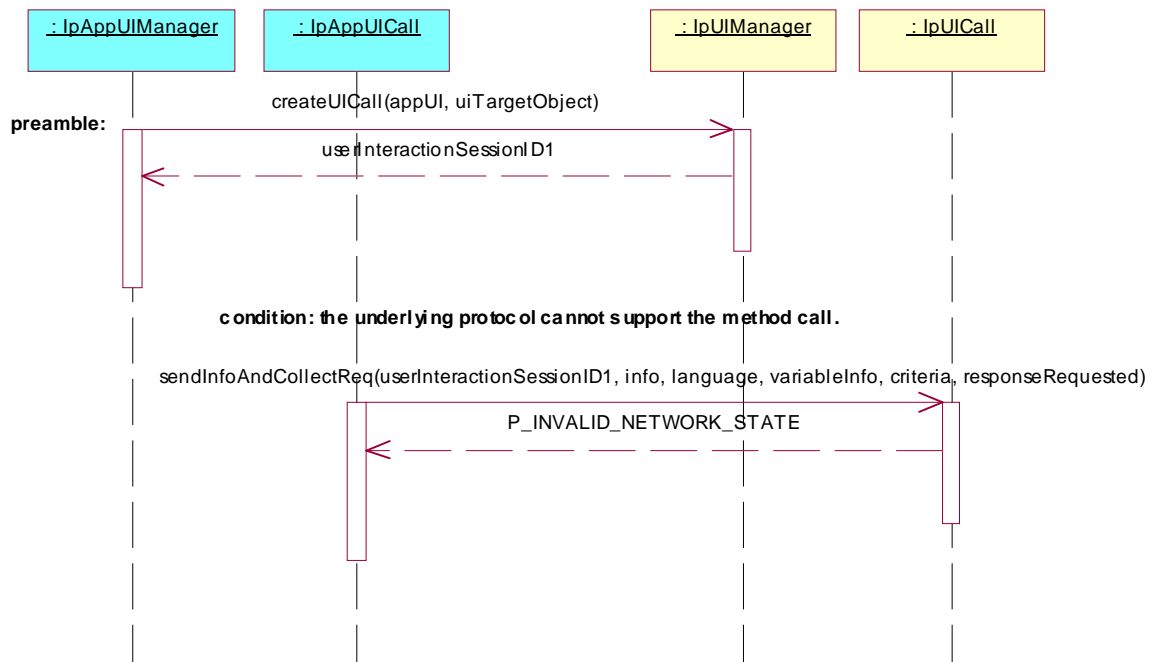 : IpAppUIManager
: IpAppUICall
: IpUIManager
: IpUICall
createUICall(appUI, uiTargetObject)
preamble:
userInteractionSessionID1
condition: the underlying protocol cannot support the method call.
sendInfoAndCollectReq(userInteractionSessionID1, info, language, variableInfo, criteria, responseRequested)
P_INVALID_NETWORK_STATE